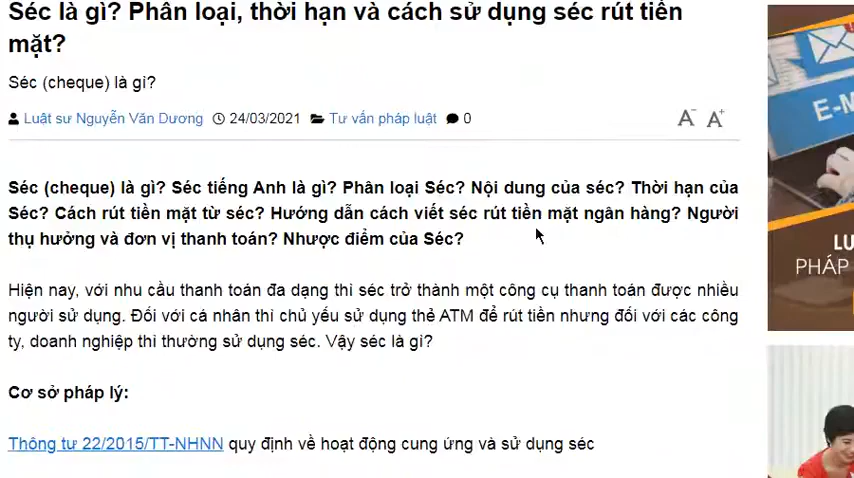 Séc là gì? Phân loại, thời hạn và cách sử dụng séc rút tiền
mặt?
Séc (cheque) là gì?
Luật sư Nguyễn Văn Dương 24/03/2021 Tư vấn pháp luật 0
A- A+
Séc (cheque) là gì? Séc tiếng Anh là gì? Phân loại Séc? Nội dung của séc? Thời hạn của
Séc? Cách rút tiền mặt từ séc? Hướng dẫn cách viết séc rút tiền mặt ngân hàng? Người
thụ hưởng và đơn vị thanh toán? Nhược điểm của Séc?
Hiện nay, với nhu cầu thanh toán đa dạng thì séc trở thành một công cụ thanh toán được nhiều
người sử dụng. Đối với cá nhân thì chủ yếu sử dụng thẻ ATM để rút tiền nhưng đối với các công
ty, doanh nghiệp thì thường sử dụng séc. Vậy séc là gì?
Cơ sở pháp lý:
Thông tư 22/2015/TT-NHNN quy định về hoạt động cung ứng và sử dụng séc
E-M
LU
PHÁP